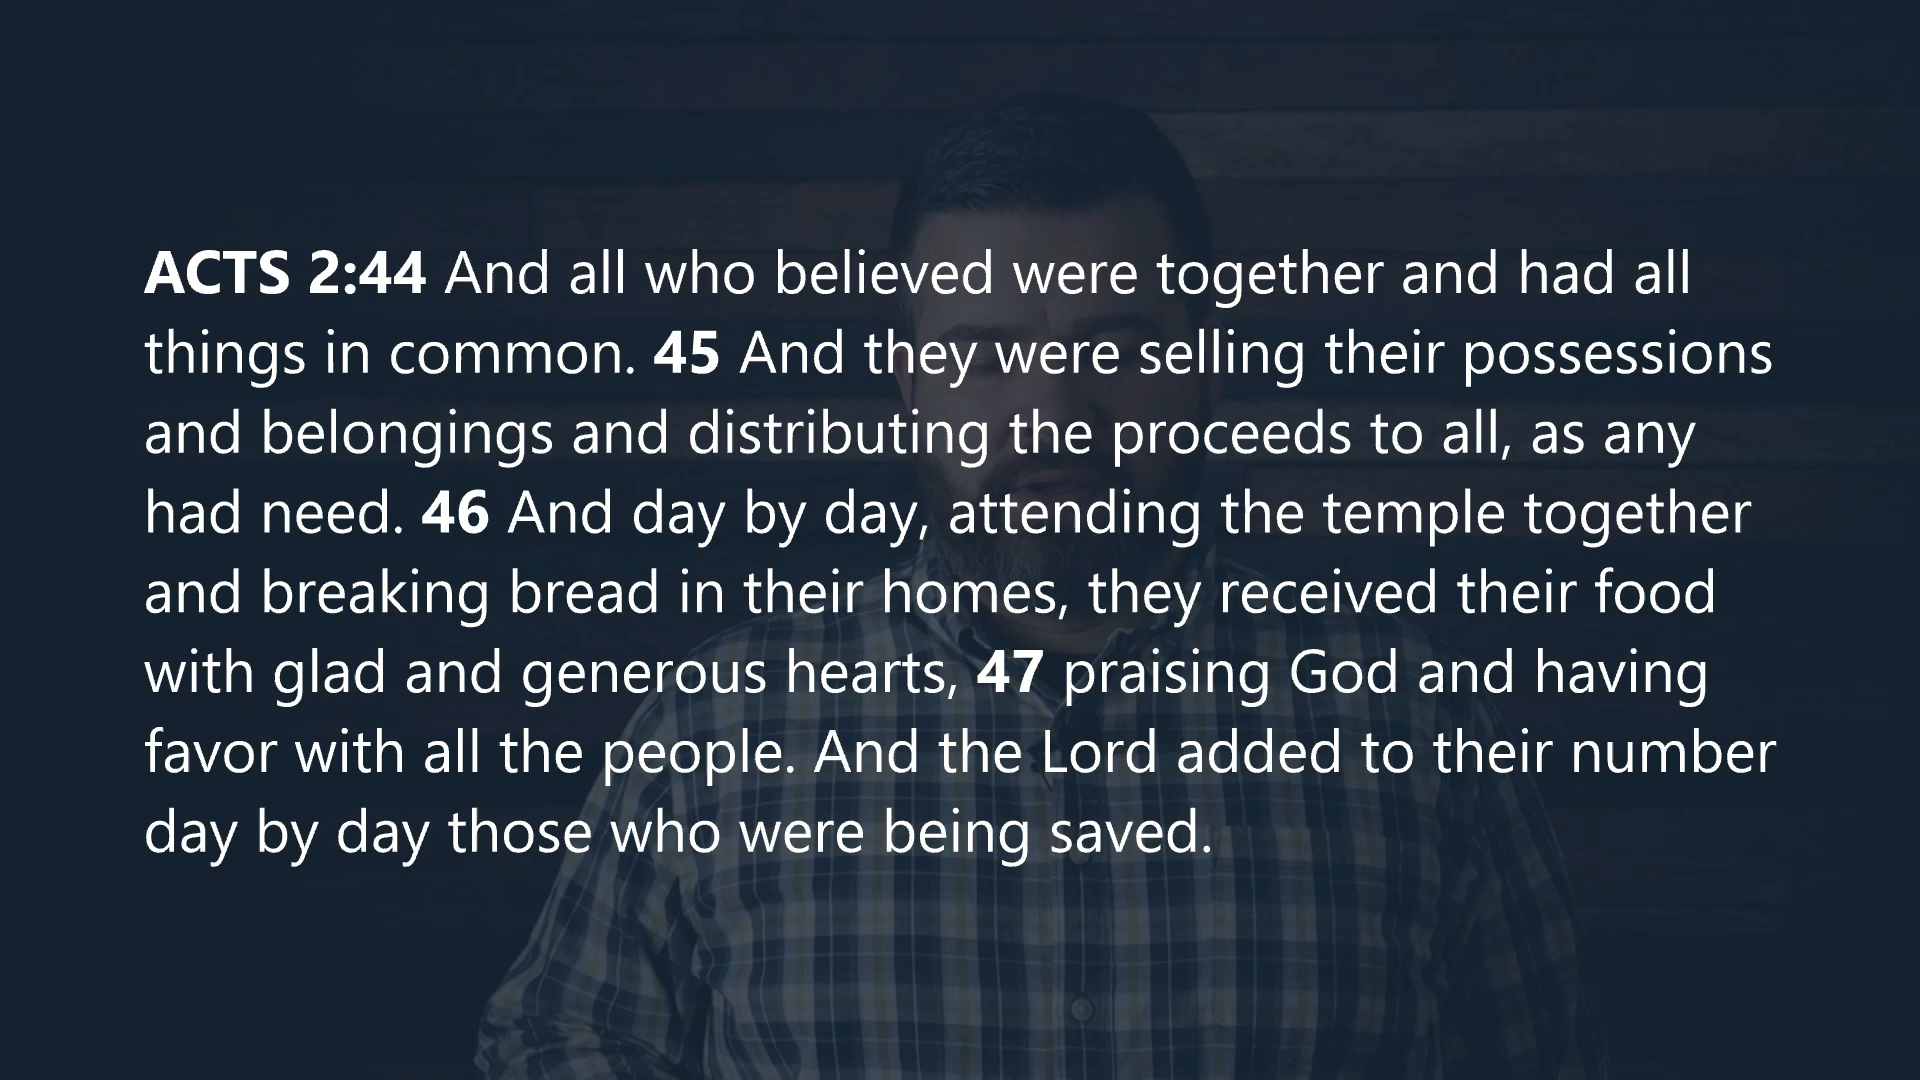 ACTS 2:44 And all who believed were together and had all
things in common. 45 And they were selling their possessions
and belongings and distributing the proceeds to all, as any
had need. 46 And day by day, attending the temple together
and breaking bread in their homes, they received their food
with glad and generous hearts, 47 praising God and having
favor with all the people. And the Lord added to their number
day by day those who were being saved.